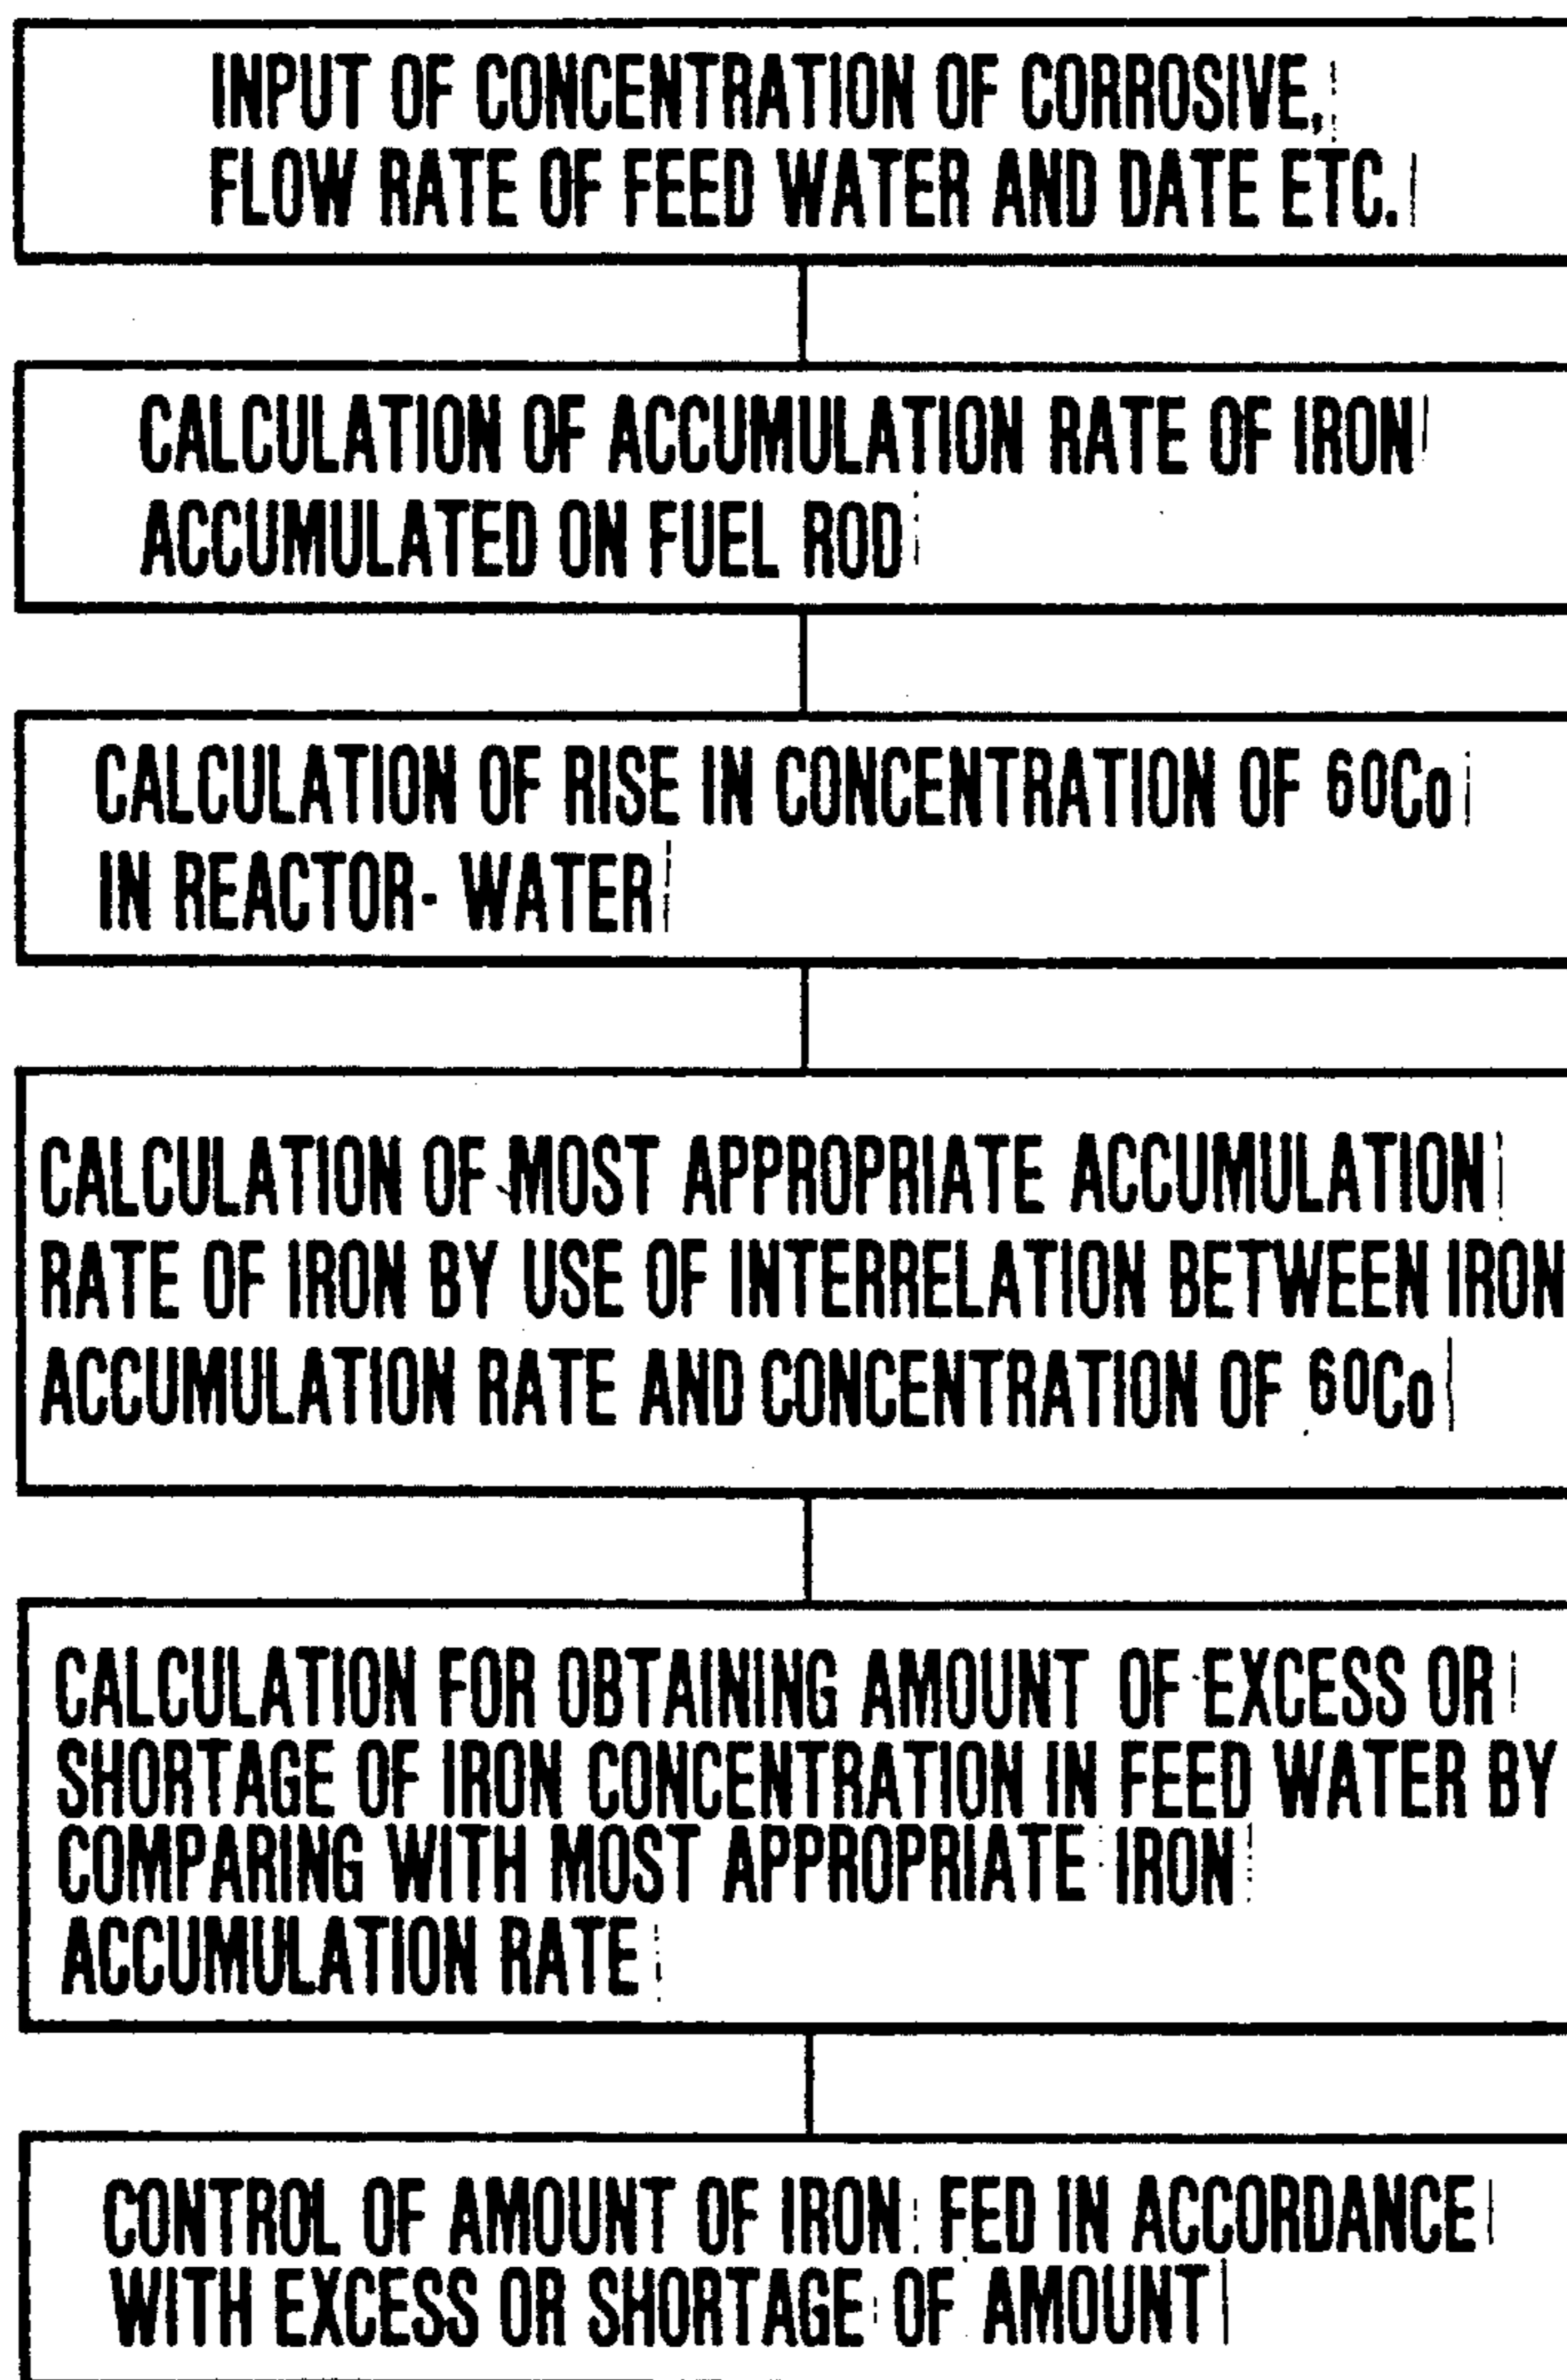 INPUT OF CONCENTRATION OF CORROSIVE,
FLOW RATE OF FEED WATER AND DATE ETC.
CALCULATION OF ACCUMULATION RATE OF IRON
ACCUMULATED ON FUEL ROD
CALCULATION OF RISE IN CONCENTRATION OF 60Co
IN REACTOR- WATER
CALCULATION OF MOST APPROPRIATE ACCUMULATION
RATE OF IRON BY USE OF INTERRELATION BETWEEN IRON
ACCUMULATION RATE AND CONCENTRATION OF 60Co
CALCULATION FOR OBTAINING AMOUNT OF EXCESS OR
SHORTAGE OF IRON CONCENTRATION IN FEED WATER BY
COMPARING WITH MOST APPROPRIATE IRON
ACCUMULATION RATE
CONTROL OF AMOUNT OF IRON FED IN ACCORDANCE
WITH EXCESS OR SHORTAGE OF AMOUNT